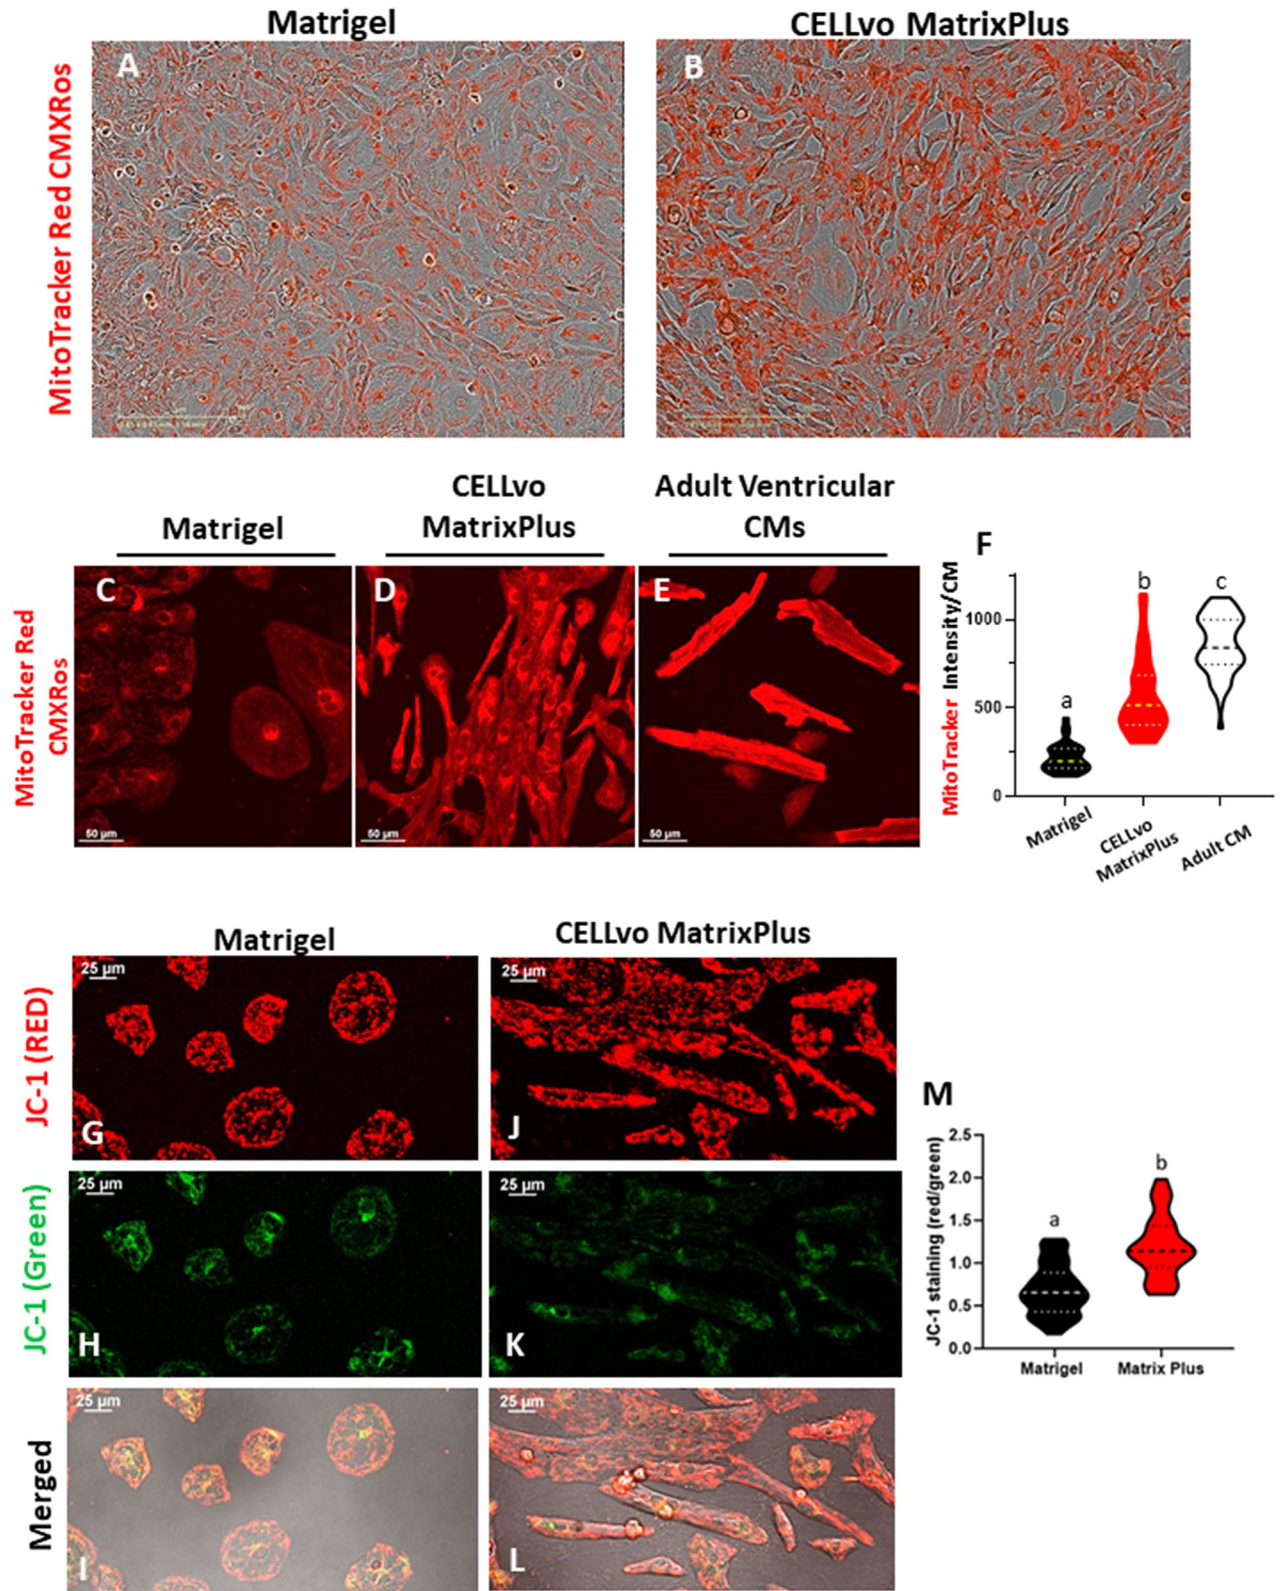 Matrigel
CELLvo MatrixPlus
MitoTracker Red CMXRos
A
B
Matrigel
CELLvo
MatrixPlus
Adult Ventricular
CMs
MitoTracker Red
CMXRos
C
50 µm
D
50 µm
E
50 µm
F
MitoTracker Intensity/CM
1000
500
0
a
b
c
Matrigel
CELLvo
MatrixPlus
Adult CM
Matrigel
CELLvo MatrixPlus
JC-1 (RED)
25 µm
G
25 µm
J
JC-1 (Green)
25 µm
H
25 µm
K
Merged
25 µm
I
25 µm
L
M
JC-1 staining (red/green)
2.5
2.0
1.5
1.0
0.5
0.0
a
b
Matrigel
Matrix Plus